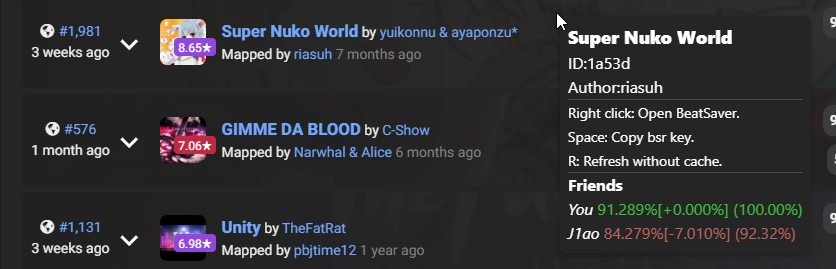 #1,981
3 weeks ago
8.65★
Super Nuko World by yuikonnu & ayaponzu*
Mapped by riasuh 7 months ago
#576
1 month ago
7.06★
GIMME DA BLOOD by C-Show
Mapped by Narwhal & Alice 6 months ago
#1,131
3 weeks ago
6.98★
Unity by TheFatRat
Mapped by pbjtime12 1 year ago
Super Nuko World
ID:1a53d
Author:riasuh
Right click: Open BeatSaver.
Space: Copy bsr key.
R: Refresh without cache.
Friends
You 91.289%[+0.000%] (100.00%)
J1ao 84.279%[-7.010%] (92.32%)